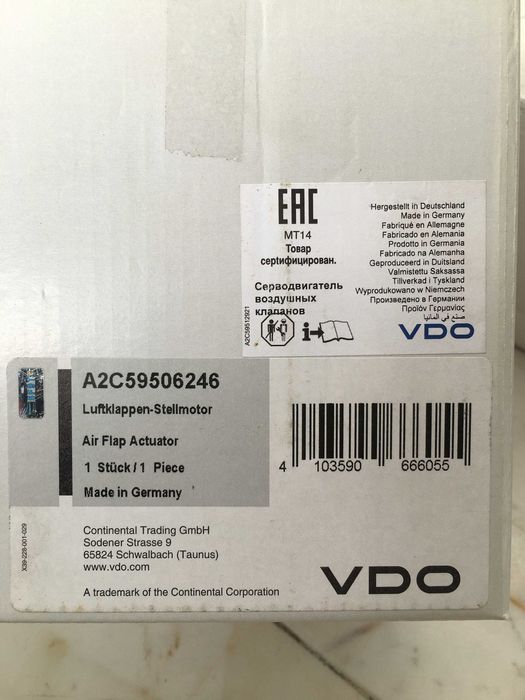 EAC
MT14
Товар
сертифицирован.
Серводвигатель
воздушных
клапанов
A2C59512921
Hergestellt in Deutschland
Made in Germany
Fabriqué en Allemagne
Fabricado en Alemania
Prodotto in Germania
Fabricado na Alemanha
Geproduceerd in Duitsland
Valmistettu Saksassa
Tillverkad i Tyskland
Wyprodukowano w Niemczech
Произведено в Германии
Προϊόν Γερμανίας
صنع في المانيا
VDO
A2C59506246
Luftklappen-Stellmotor
Air Flap Actuator
1 Stück / 1 Piece
Made in Germany
4 103590 666055
X39-228-001-029
Continental Trading GmbH
Sodener Strasse 9
65824 Schwalbach (Taunus)
www.vdo.com
A trademark of the Continental Corporation
VDO